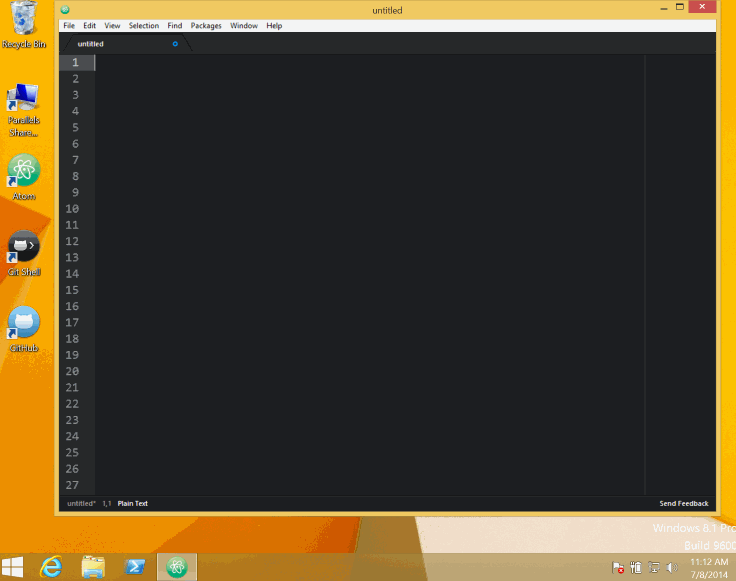 untitled
File Edit View Selection Find Packages Window Help
untitled
1
2
3
4
5
6
7
8
9
10
11
12
13
14
15
16
17
18
19
20
21
22
23
24
25
26
27
untitled* 1,1 Plain Text Send Feedback
Recycle Bin
Parallels
Share...
Atom
Git Shell
GitHub
Windows 8.1 Pro
Build 9600
11:12 AM
7/8/2014